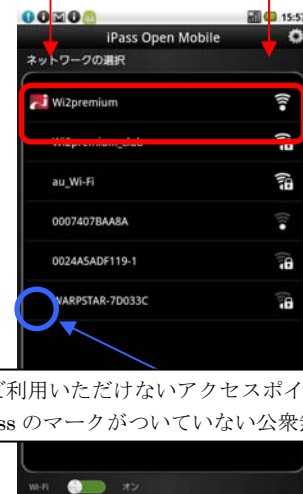 15:57
iPass Open Mobile
ネットワークの選択
Wi2premium
Wi2premium_club
au_Wi-Fi
0007407BAA8A
0024A5ADF119-1
WARPSTAR-7D033C
ご利用いただけないアクセスポイ
ss のマークがついていない公衆
Wi-Fi オン